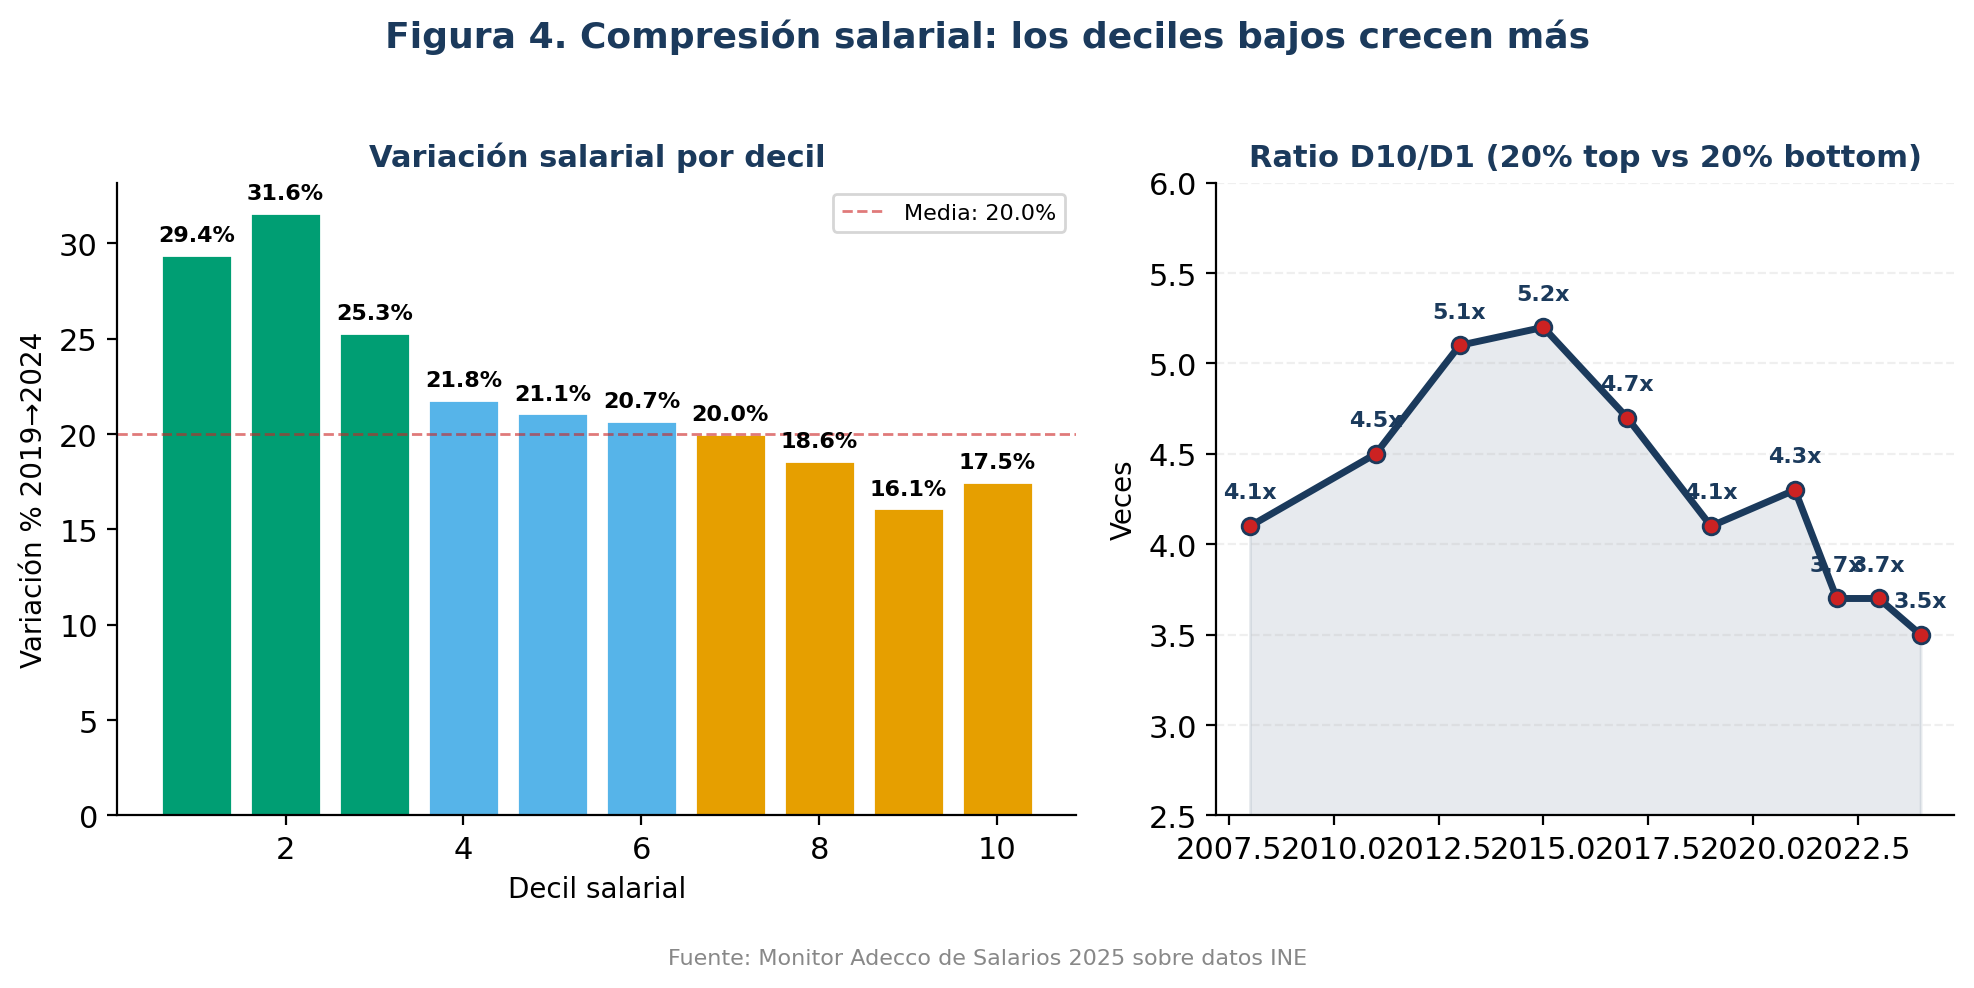 Figura 4. Compresión salarial: los deciles bajos crecen más
Variación salarial por decil
Media: 20.0%
29.4%
31.6%
25.3%
21.8%
21.1%
20.7%
20.0%
18.6%
16.1%
17.5%
Variación % 2019→2024
30
25
20
15
10
5
0
2 4 6 8 10
Decil salarial
Ratio D10/D1 (20% top vs 20% bottom)
Veces
6.0
5.5
5.0
4.5
4.0
3.5
3.0
2.5
4.1x
4.5x
5.1x
5.2x
4.7x
4.1x
4.3x
3.7x
3.7x
3.5x
2007.5 2010.0 2012.5 2015.0 2017.5 2020.0 2022.5
Fuente: Monitor Adecco de Salarios 2025 sobre datos INE